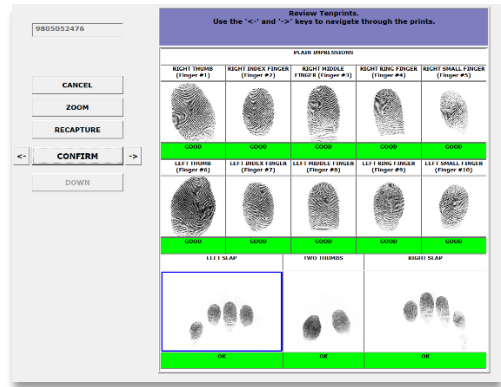 9805052476
Review Tenprints.
Use the '<-' and '->' keys to navigate through the prints.
CANCEL
ZOOM
RECAPTURE
<- CONFIRM ->
DOWN
PLAIN IMPRESSIONS
RIGHT THUMB (Finger #1)
RIGHT INDEX FINGER (Finger #2)
RIGHT MIDDLE FINGER (Finger #3)
RIGHT RING FINGER (Finger #4)
RIGHT SMALL FINGER (Finger #5)
GOOD GOOD GOOD GOOD GOOD
LEFT THUMB (Finger #6)
LEFT INDEX FINGER (Finger #7)
LEFT MIDDLE FINGER (Finger #8)
LEFT RING FINGER (Finger #9)
LEFT SMALL FINGER (Finger #10)
GOOD GOOD GOOD GOOD GOOD
LEFT SLAP TWO THUMBS RIGHT SLAP
OK OK OK